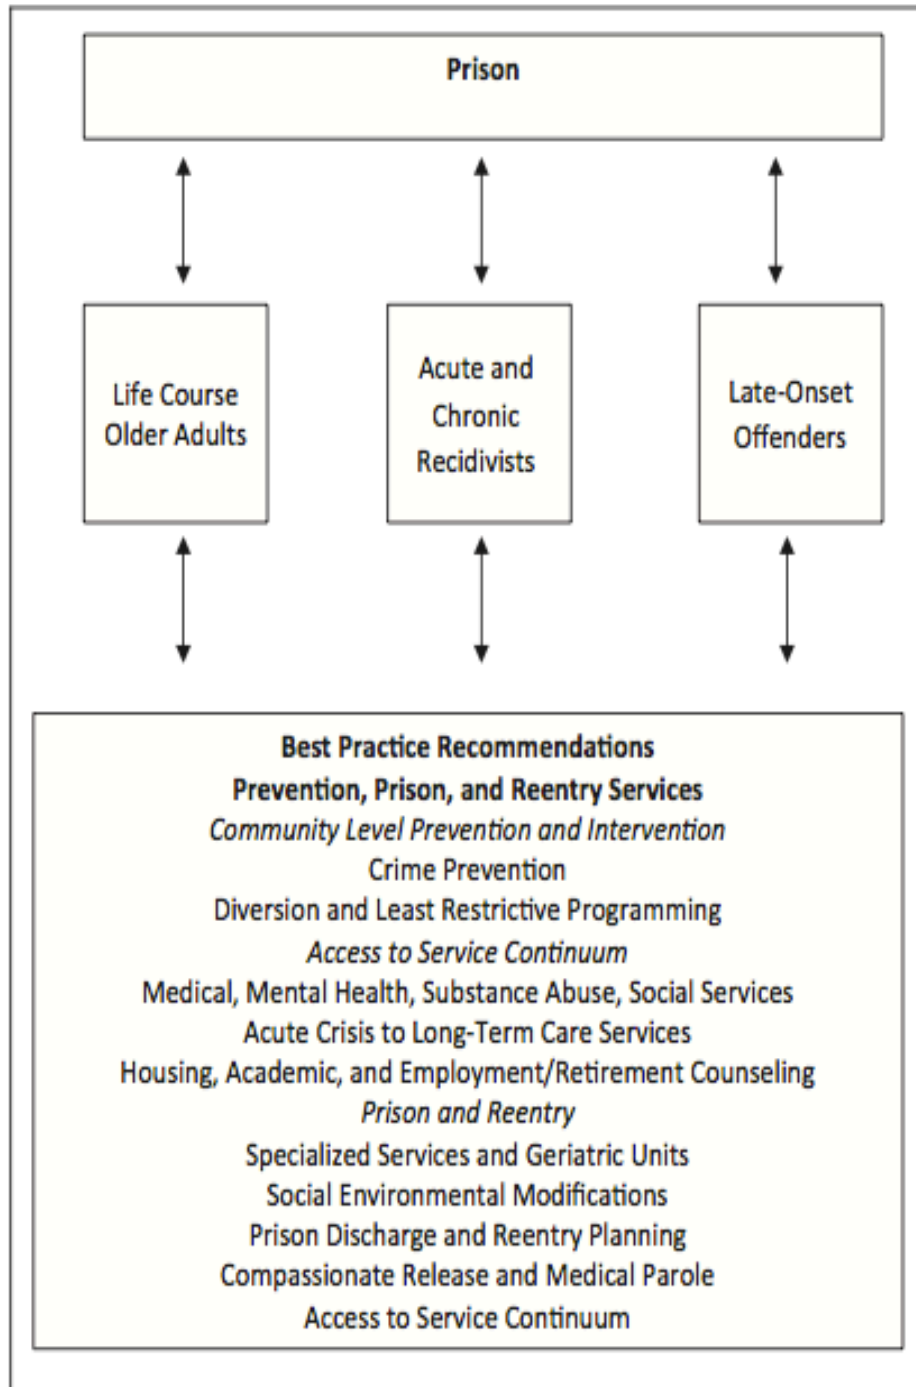 Prison
Life Course
Older Adults
Acute and
Chronic
Recidivists
Late-Onset
Offenders
Best Practice Recommendations
Prevention, Prison, and Reentry Services
Community Level Prevention and Intervention
Crime Prevention
Diversion and Least Restrictive Programming
Access to Service Continuum
Medical, Mental Health, Substance Abuse, Social Services
Acute Crisis to Long-Term Care Services
Housing, Academic, and Employment/Retirement Counseling
Prison and Reentry
Specialized Services and Geriatric Units
Social Environmental Modifications
Prison Discharge and Reentry Planning
Compassionate Release and Medical Parole
Access to Service Continuum